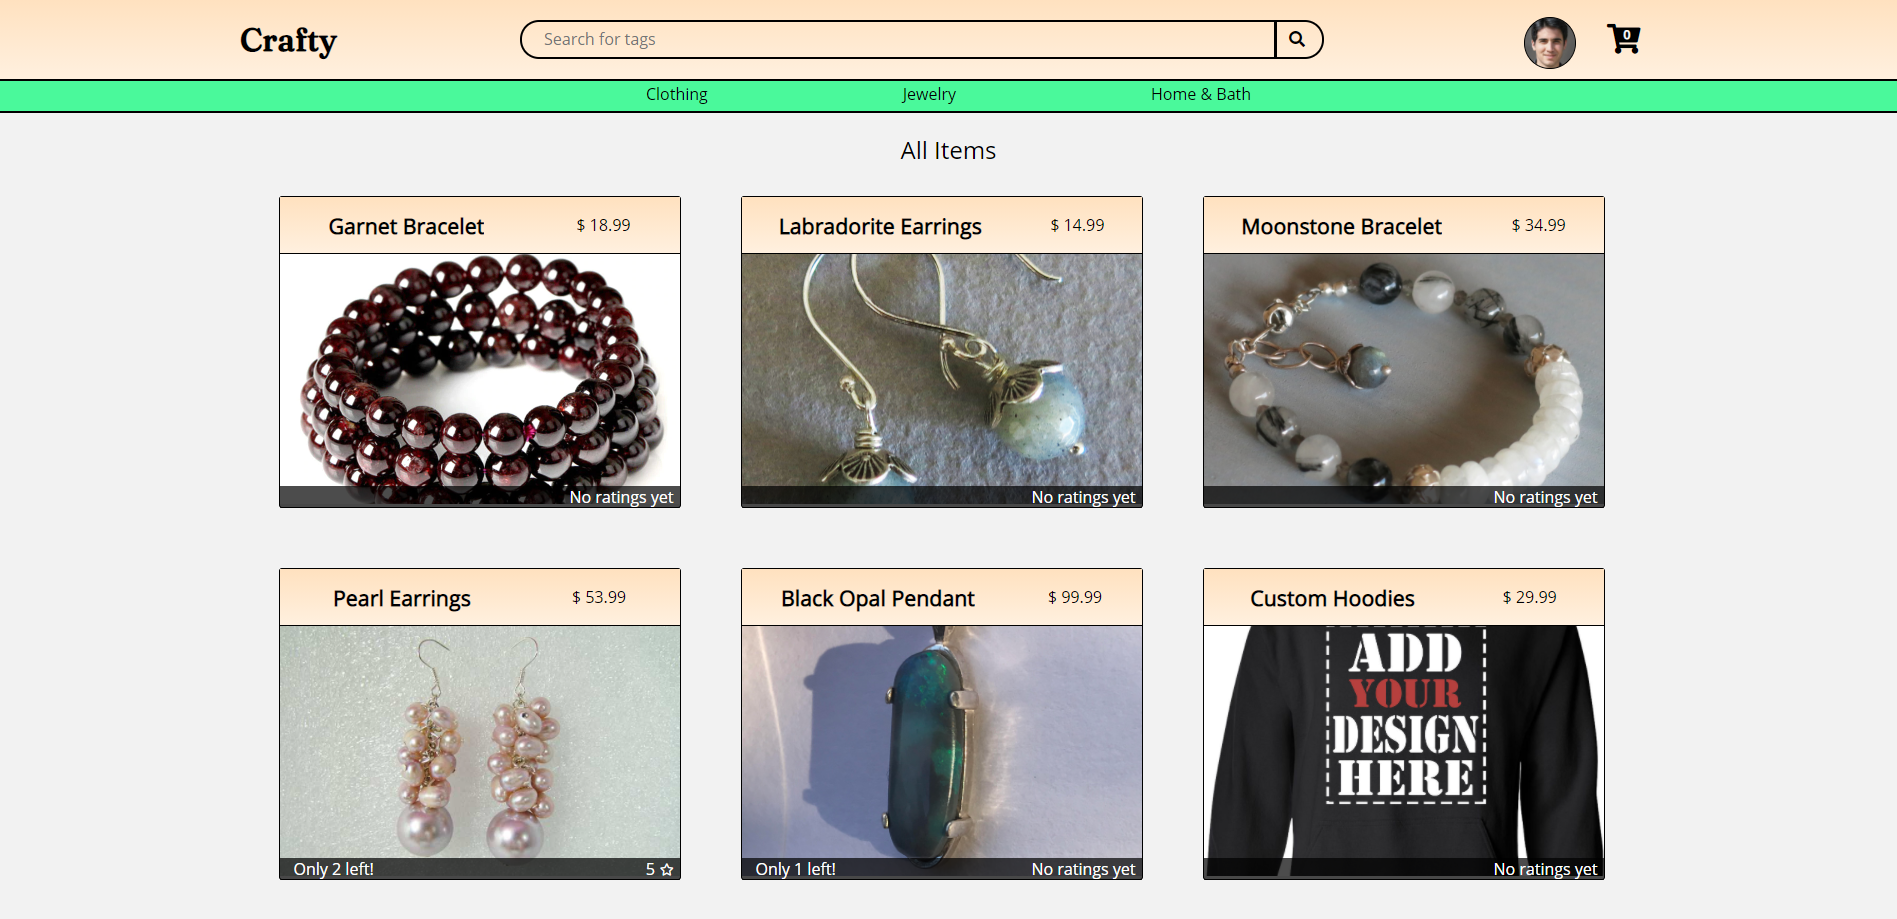 Crafty
Search for tags
0
Clothing Jewelry Home & Bath
All Items
Garnet Bracelet $ 18.99
No ratings yet
Labradorite Earrings $ 14.99
No ratings yet
Moonstone Bracelet $ 34.99
No ratings yet
Pearl Earrings $ 53.99
Only 2 left! 5
Black Opal Pendant $ 99.99
Only 1 left! No ratings yet
Custom Hoodies $ 29.99
ADD
YOUR
DESIGN
HERE
No ratings yet